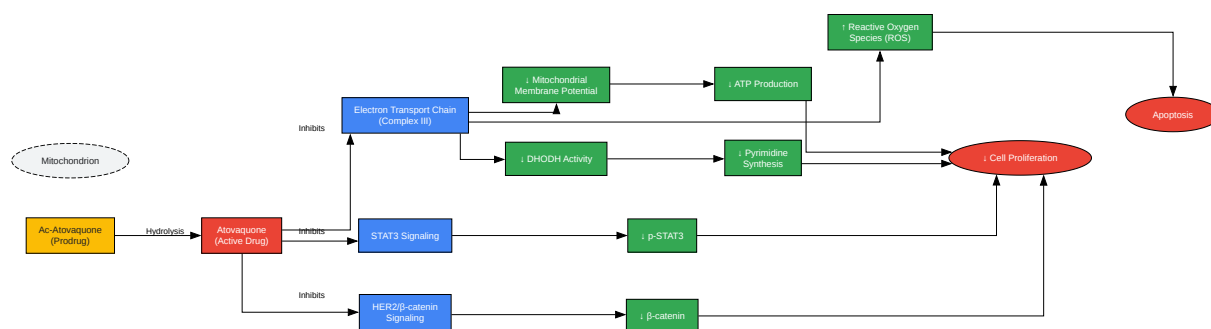 ↑ Reactive Oxygen
Species (ROS)
↓ Mitochondrial
Membrane Potential
↓ ATP Production
Electron Transport Chain
(Complex III)
Apoptosis
Inhibits
Mitochondrion
↓ DHODH Activity
↓ Pyrimidine
Synthesis
↓ Cell Proliferation
Ac-Atovaquone
(Prodrug)
Hydrolysis
Atovaquone
(Active Drug)
Inhibits
STAT3 Signaling
↓ p-STAT3
Inhibits
HER2/β-catenin
Signaling
↓ β-catenin